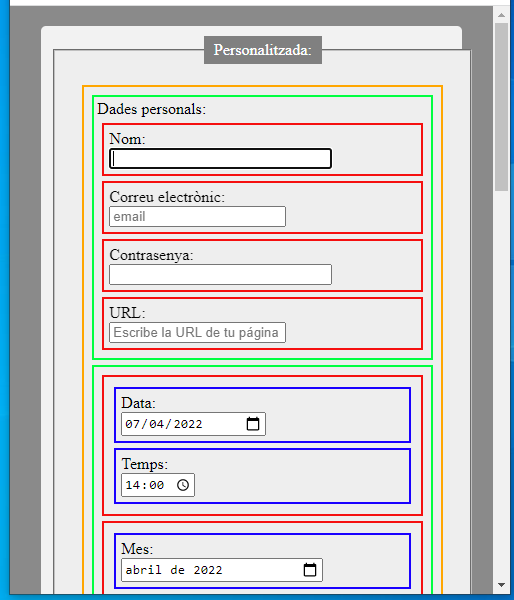 Personalitzada:
Dades personals:
Nom:
Correu electrònic:
email
Contrasenya:
URL:
Escribe la URL de tu página
Data:
07/04/2022
Temps:
14:00
Mes:
abril de 2022